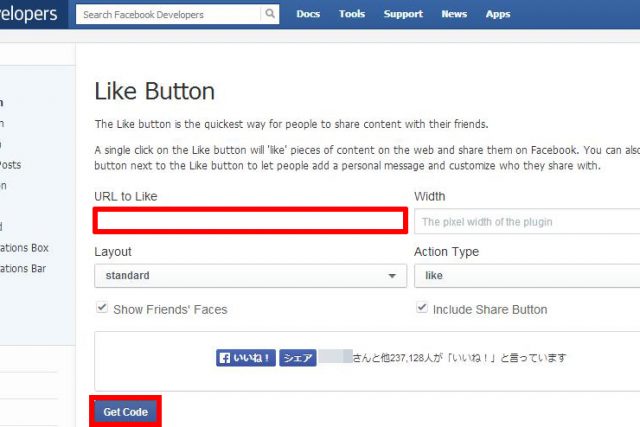 velopers Search Facebook Developers Docs Tools Support News Apps
Like Button
The Like button is the quickest way for people to share content with their friends.
A single click on the Like button will 'like' pieces of content on the web and share them on Facebook. You can also
button next to the Like button to let people add a personal message and customize who they share with.
URL to Like Width
The pixel width of the plugin
Layout Action Type
standard like
Posts
ations Box
ations Bar
Show Friends' Faces Include Share Button
いいね! シェア さんと他237,128人が「いいね!」と言っています
Get Code